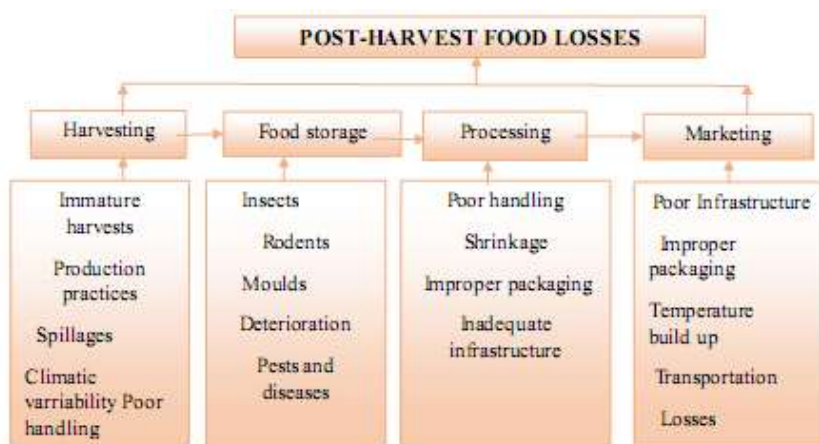 POST-HARVEST FOOD LOSSES
Harvesting
Food storage
Processing
Marketing
Immature
harvests
Production
practices
Spillages
Climatic
varriability Poor
handling
Insects
Rodents
Moulds
Deterioration
Pests and
diseases
Poor handling
Shrinkage
Improper packaging
Inadequate
infrastructure
Poor Infrastructure
Improper
packaging
Temperature
build up
Transportation
Losses